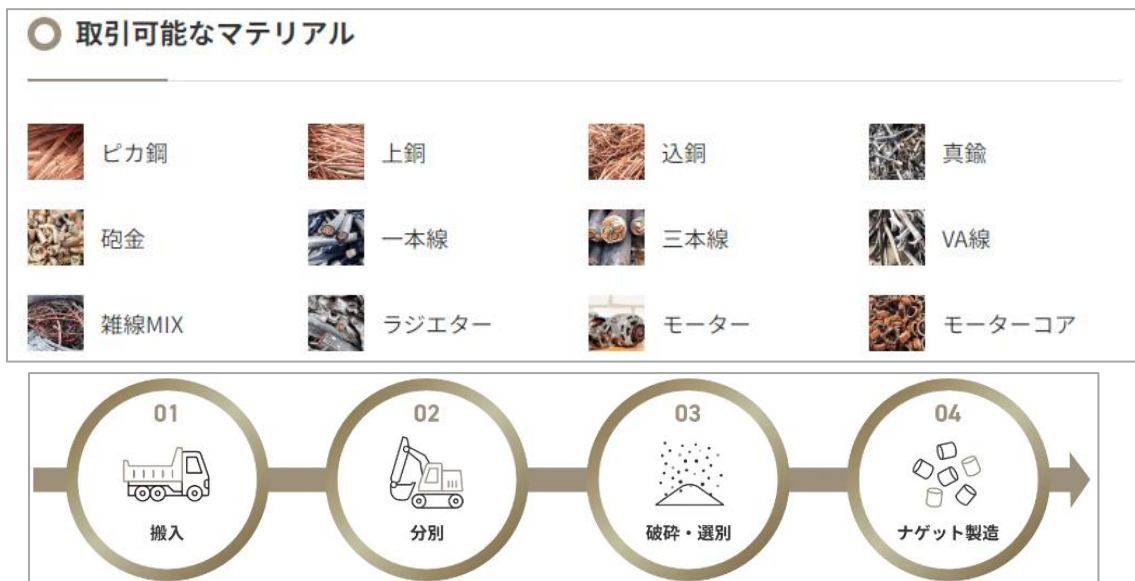 取引可能なマテリアル
ピカ鋼
上銅
込銅
真鍮
砲金
一本線
三本線
VA線
雑線MIX
ラジエター
モーター
モーターコア
01
搬入
02
分別
03
破砕・選別
04
ナゲット製造